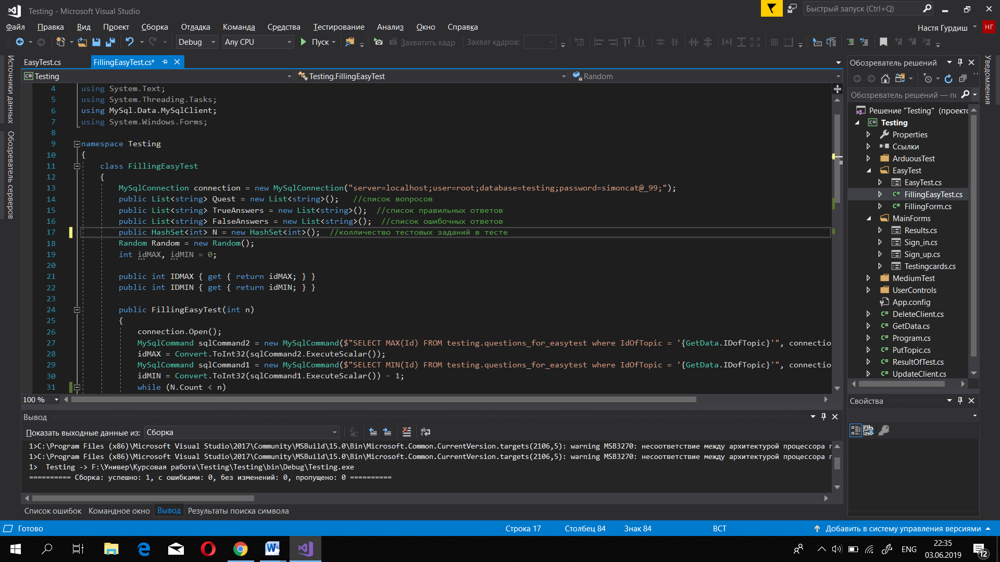 Testing - Microsoft Visual Studio
Быстрый запуск (Ctrl+Q)
Файл Правка Вид Проект Сборка Отладка Команда Средства Тестирование Анализ Окно Справка
Настя Гурдиш НГ
Debug Any CPU Пуск Захватить кадр Захват кадров:
Источники данных
Обозреватель серверов
EasyTest.cs FillingEasyTest.cs*
Testing Testing.FillingEasyTest Random
4 using System.Text;
5 using System.Threading.Tasks;
6 using MySql.Data.MySqlClient;
7 using System.Windows.Forms;
8
9 namespace Testing
10 {
11 class FillingEasyTest
12 {
13 MySqlConnection connection = new MySqlConnection("server=localhost;user=root;database=testing;password=simoncat@_99;");
14 public List<string> Quest = new List<string>(); //список вопросов
15 public List<string> TrueAnswers = new List<string>(); //список правильных ответов
16 public List<string> FalseAnswers = new List<string>(); //список ошибочных ответов
17 public HashSet<int> N = new HashSet<int>(); //колличество тестовых заданий в тесте
18 Random Random = new Random();
19 int idMAX, idMIN = 0;
20
21 public int IDMAX { get { return idMAX; } }
22 public int IDMIN { get { return idMIN; } }
23
24 public FillingEasyTest(int n)
25 {
26 connection.Open();
27 MySqlCommand sqlCommand2 = new MySqlCommand($"SELECT MAX(Id) FROM testing.questions_for_easytest where IdOfTopic = '{GetData.IDofTopic}'", connectio
28 idMAX = Convert.ToInt32(sqlCommand2.ExecuteScalar());
29 MySqlCommand sqlCommand1 = new MySqlCommand($"SELECT MIN(Id) FROM testing.questions_for_easytest where IdOfTopic = '{GetData.IDofTopic}'", connectio
30 idMIN = Convert.ToInt32(sqlCommand1.ExecuteScalar()) - 1;
31 while (N.Count < n)
100 %
Вывод
Показать выходные данные из: Сборка
1>C:\Program Files (x86)\Microsoft Visual Studio\2017\Community\MSBuild\15.0\Bin\Microsoft.Common.CurrentVersion.targets(2106,5): warning MSB3270: несоответствие между архитектурой процессора
1>C:\Program Files (x86)\Microsoft Visual Studio\2017\Community\MSBuild\15.0\Bin\Microsoft.Common.CurrentVersion.targets(2106,5): warning MSB3270: несоответствие между архитектурой процессора
1> Testing -> F:\Универ\Курсовая работа\Testing\Testing\bin\Debug\Testing.exe
========== Сборка: успешно: 1, с ошибками: 0, без изменений: 0, пропущено: 0 ==========
Список ошибок Командное окно Вывод Результаты поиска символа
Обозреватель решений
Обозреватель решений — по
Решение "Testing" (проекто
Testing
Properties
Ссылки
ArduousTest
EasyTest
EasyTest.cs
FillingEasyTest.cs
FillingForm.cs
MainForms
Results.cs
Sign_in.cs
Sign_up.cs
Testingcards.cs
MediumTest
UserControls
App.config
DeleteClient.cs
GetData.cs
Program.cs
PutTopic.cs
ResultOfTest.cs
UpdateClient.cs
Свойства
Уведомления
Готово Строка 17 Столбец 84 Знак 84 ВСТ Добавить в систему управления версиями
ENG 22:35
03.06.2019 12